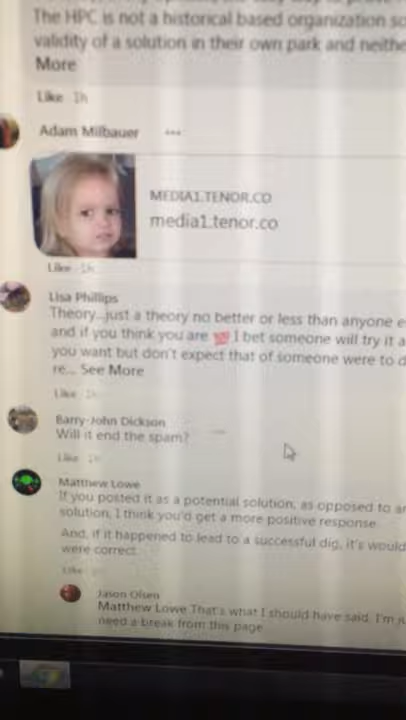 The HPC is not a historical based organization so
validity of a solution in their own park and neithe
More
Like 1h
Adam Milbauer ...
MEDIA1.TENOR.CO
media1.tenor.co
Like 1h
Lisa Phillips
Theory...just a theory no better or less than anyone e
and if you think you are 💯 I bet someone will try it a
you want but don't expect that of someone were to d
re... See More
Like 1h
Barry-John Dickson
Will it end the spam?
Like 1h
Matthew Lowe
If you posted it as a potential solution, as opposed to an
solution, I think you'd get a more positive response.
And, if it happened to lead to a successful dig, it's would
were correct.
Like
Jason Olsen
Matthew Lowe That's what I should have said. I'm
need a break from this page